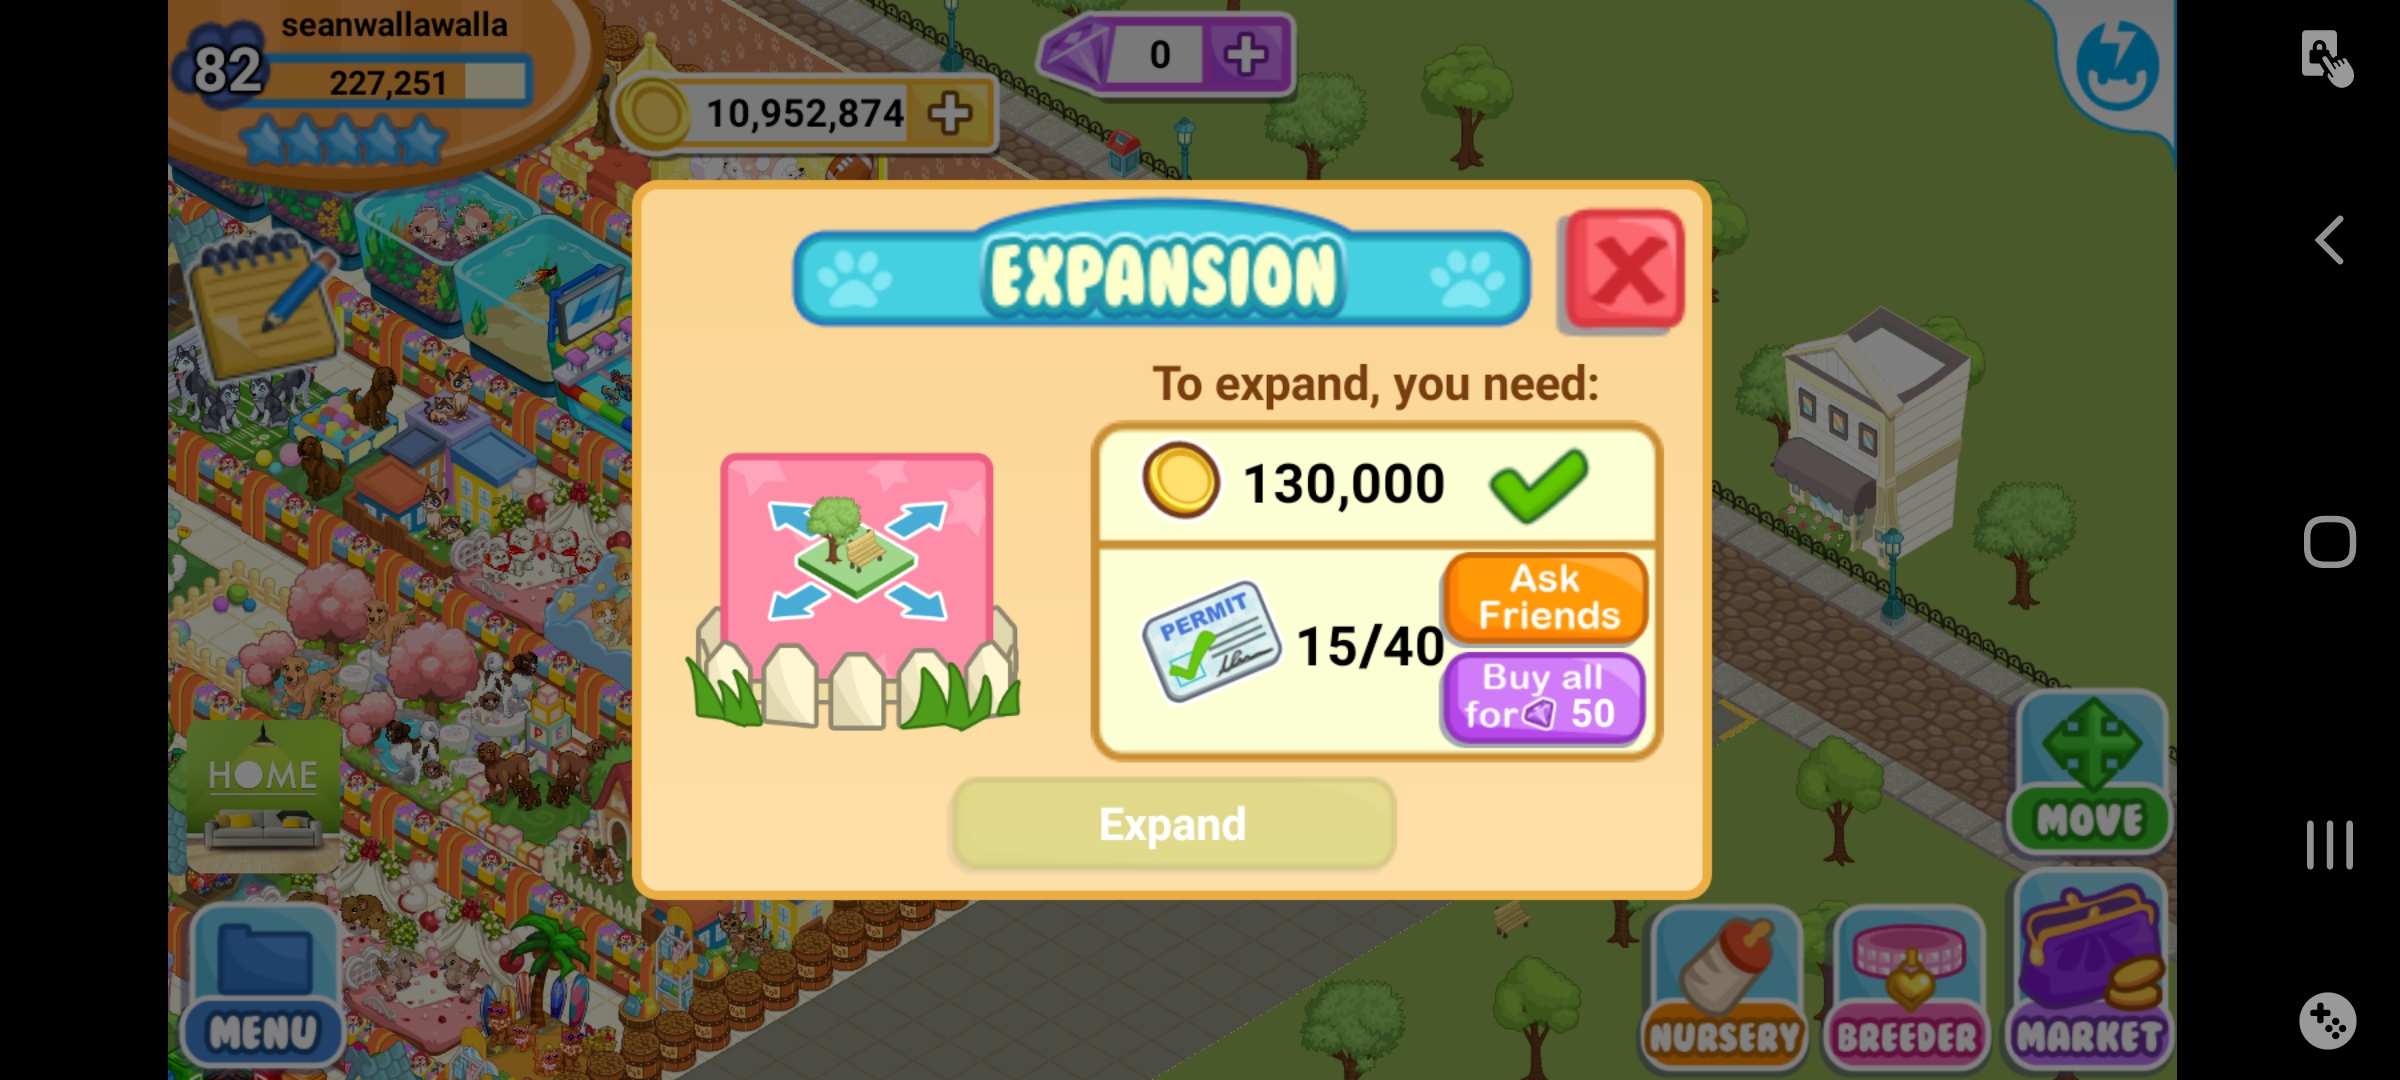 seanwallawalla
82
227,251
10,952,874
0
EXPANSION
To expand, you need:
130,000
PERMIT
15/40
Ask
Friends
Buy all
for 50
Expand
HOME
MENU
MOVE
NURSERY
BREEDER
MARKET